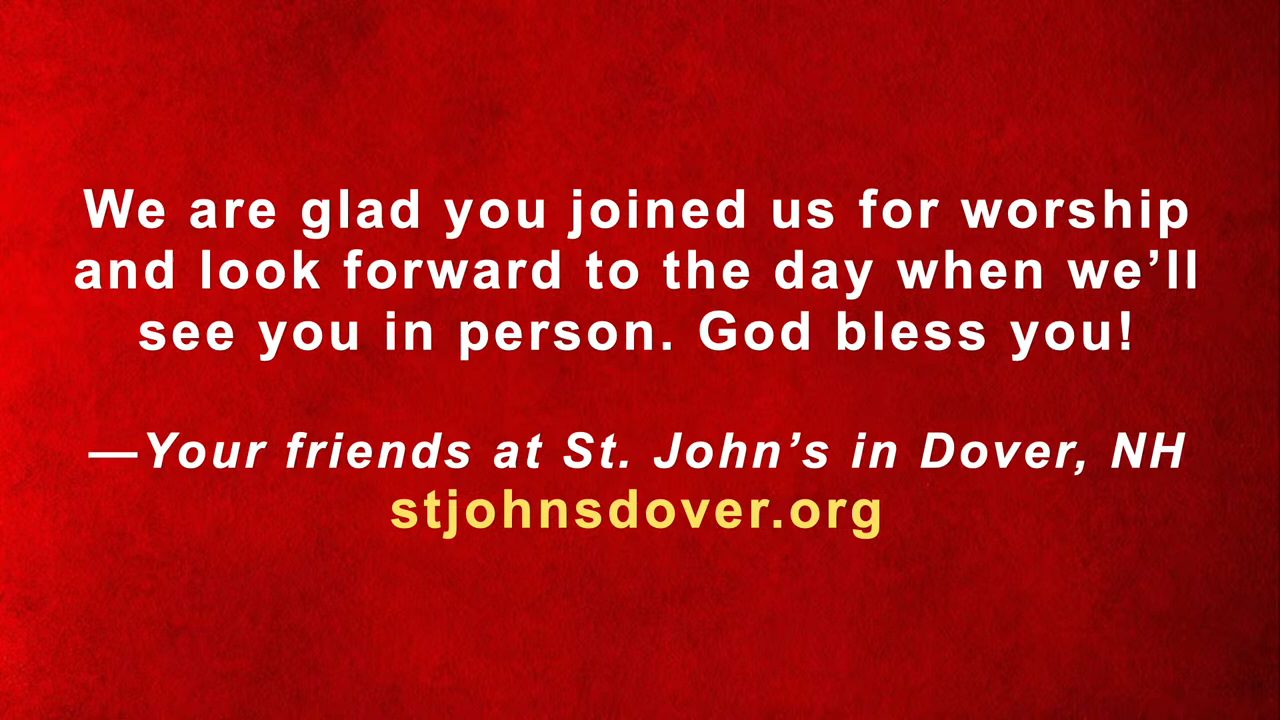 We are glad you joined us for worship
and look forward to the day when we’ll
see you in person. God bless you!
—Your friends at St. John’s in Dover, NH
stjohnsdover.org